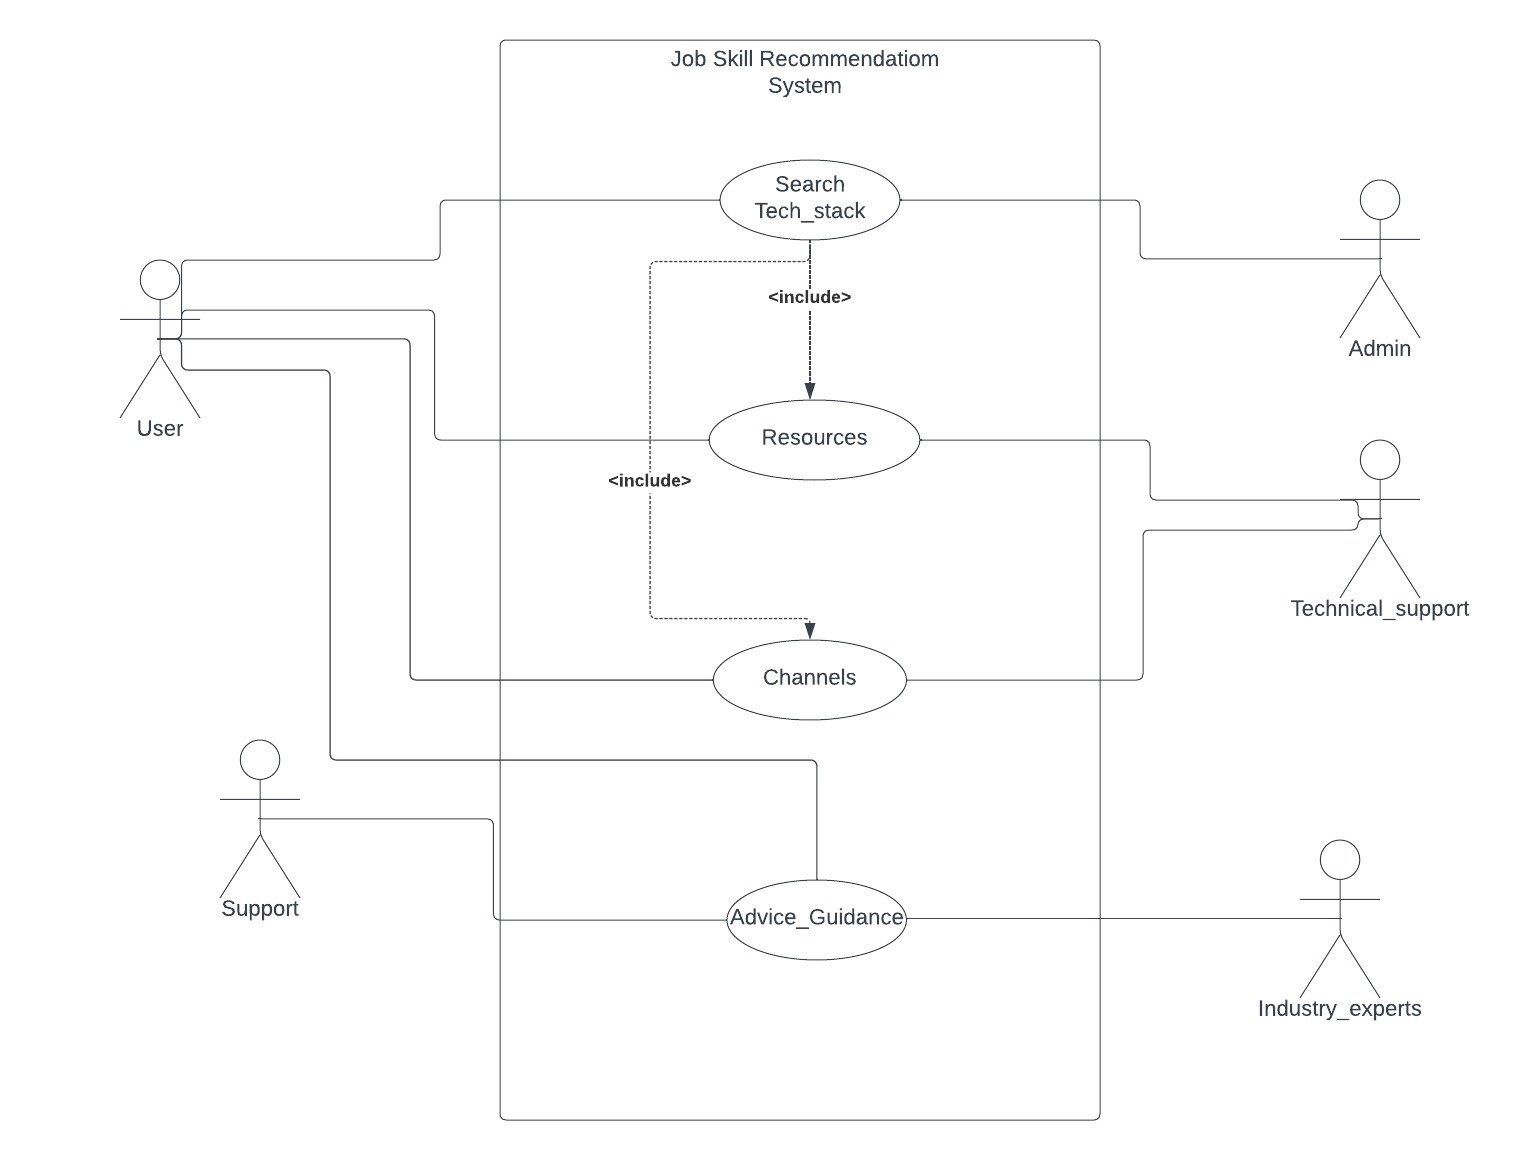 Job Skill Recommendatiom
System
Search
Tech_stack
<include>
Admin
User
Resources
<include>
Technical_support
Channels
Support
Advice_Guidance
Industry_experts